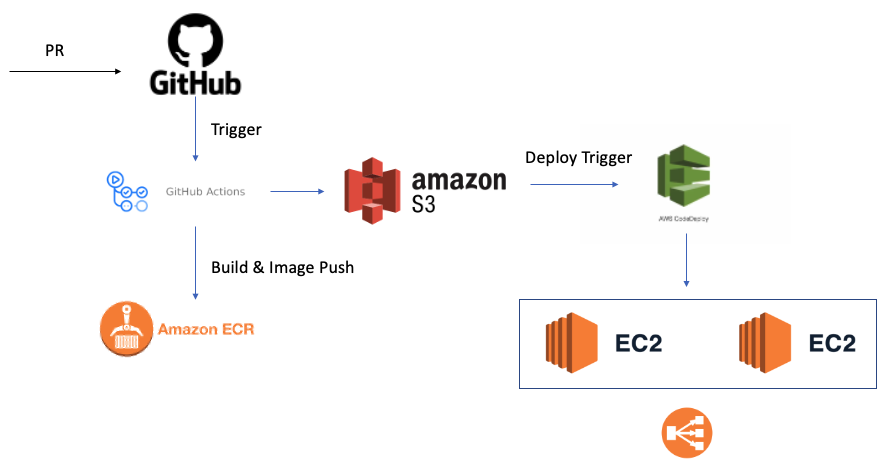 PR
GitHub
Trigger
GitHub Actions
amazon
S3
Deploy Trigger
AWS CodeDeploy
Build & Image Push
Amazon ECR
EC2
EC2